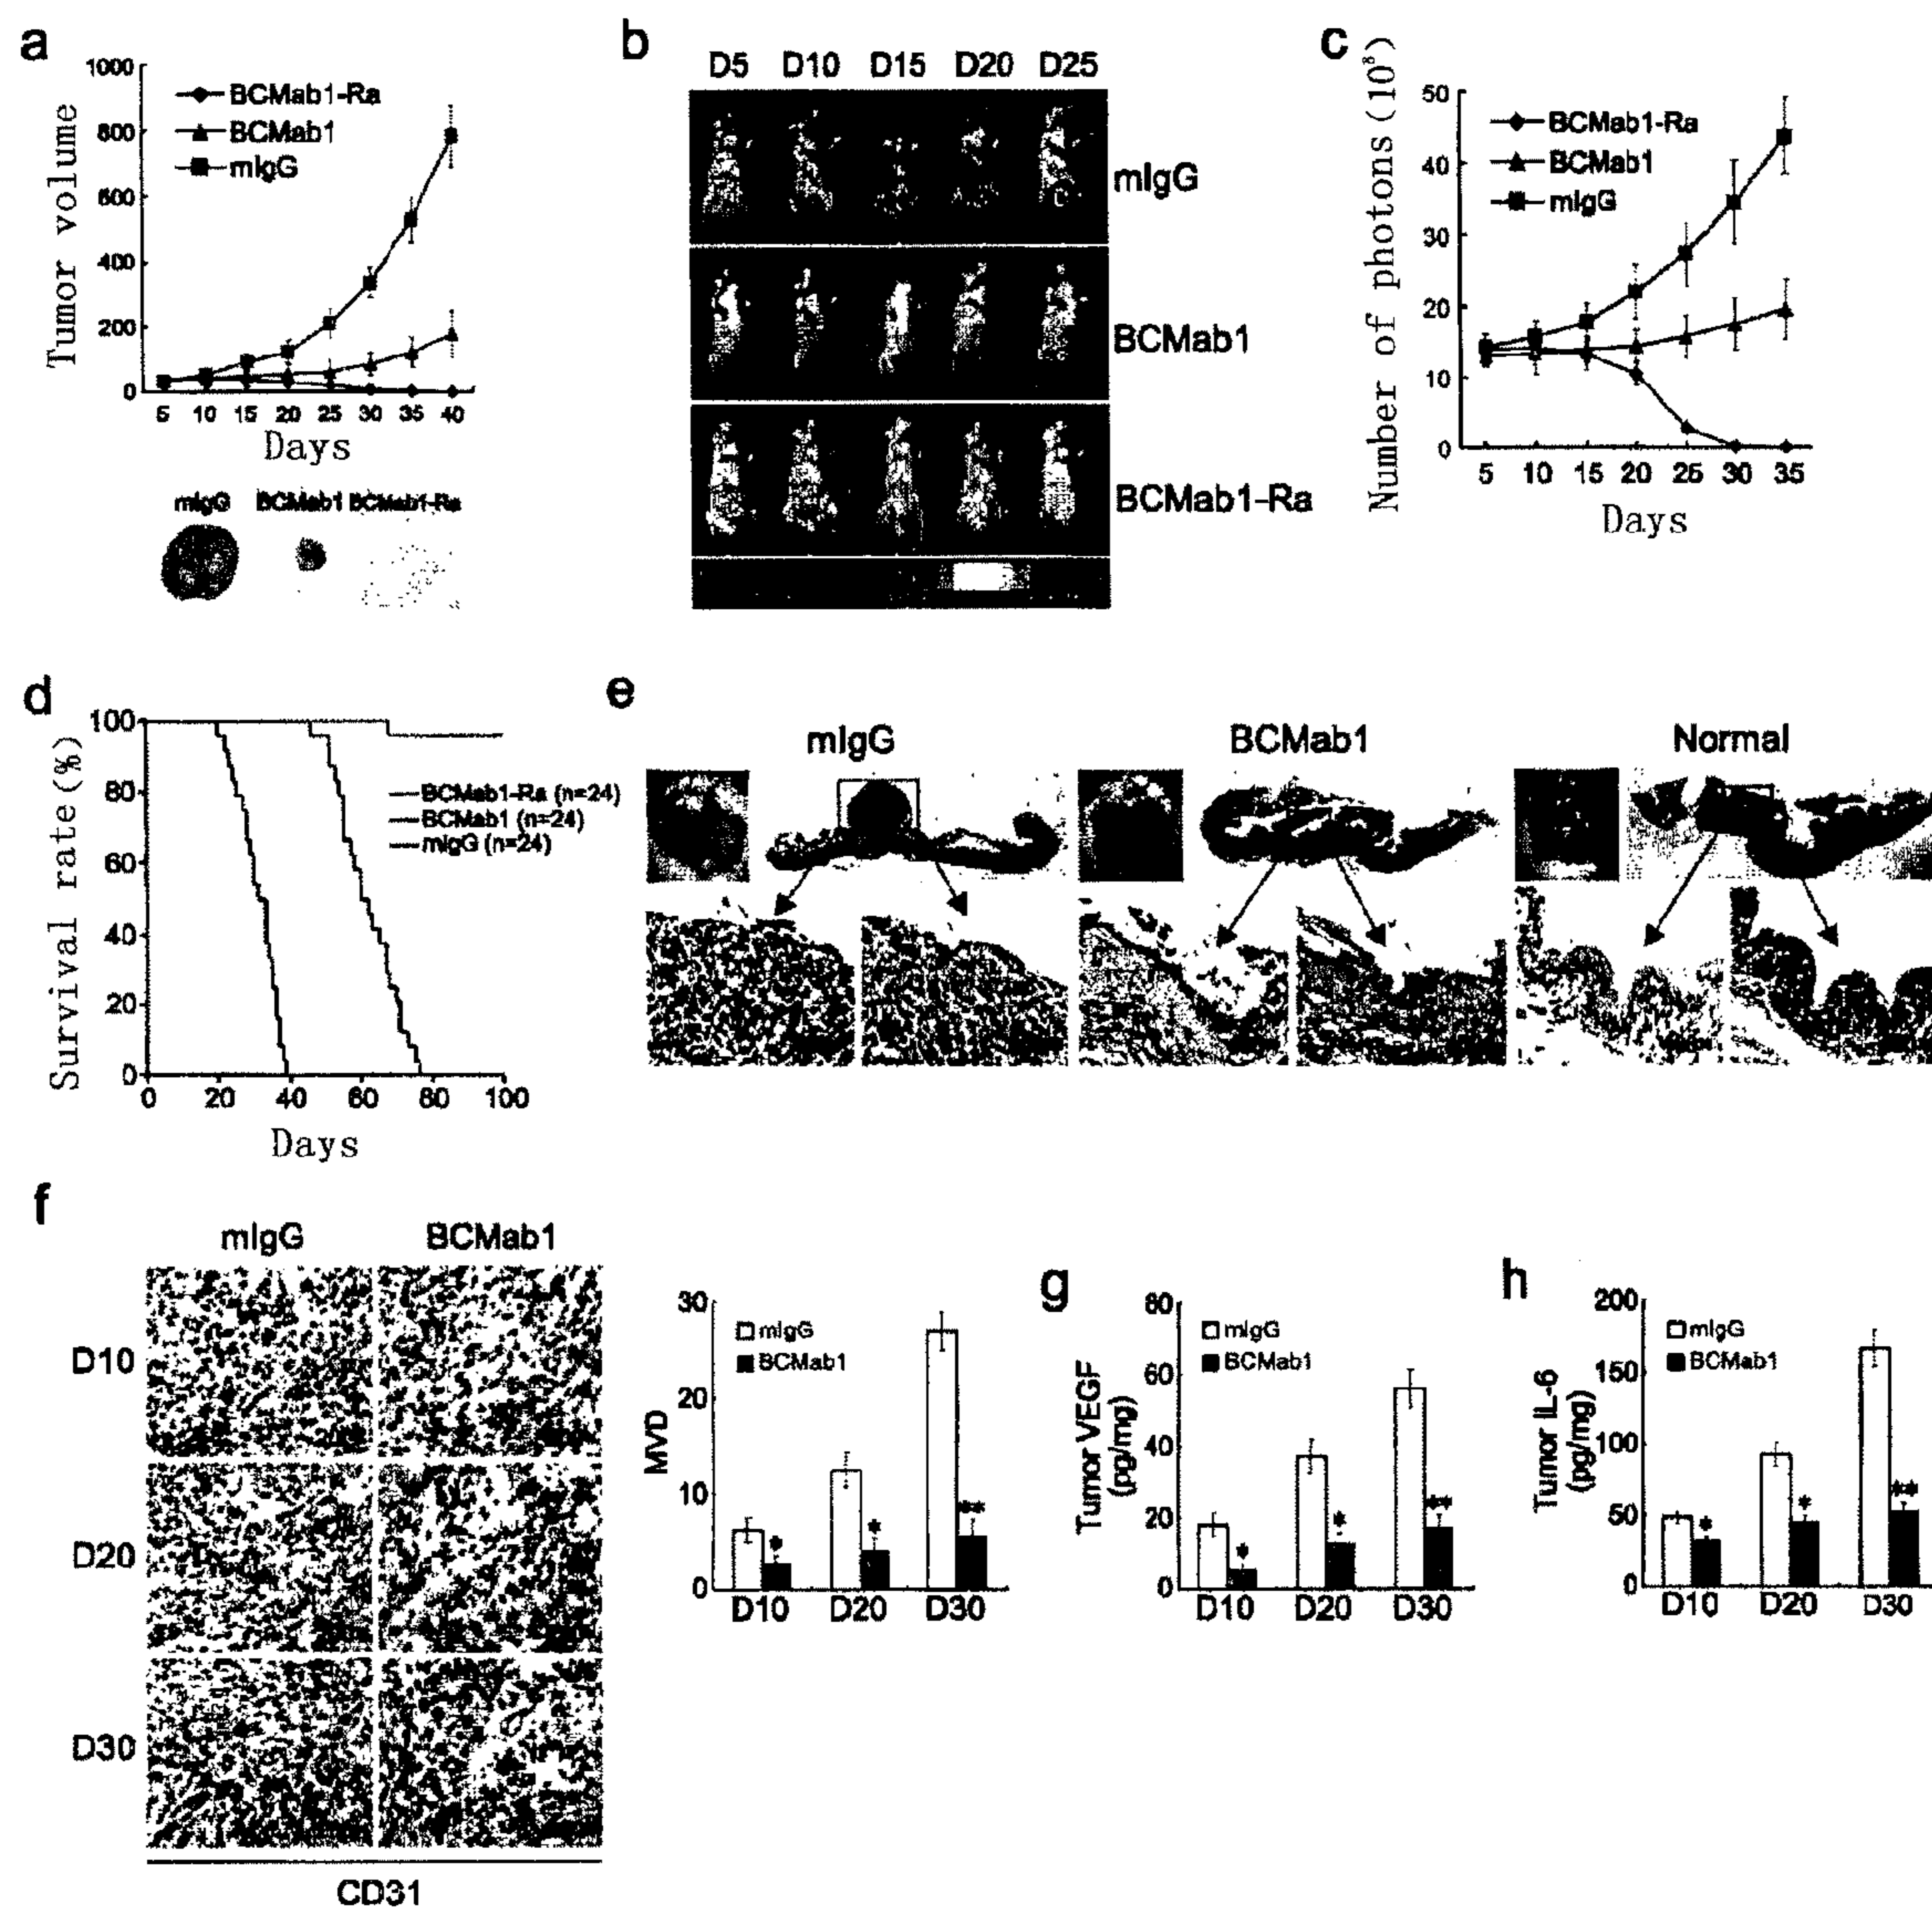 a
1000
800
600
400
200
0
Tumor volume
BCMab1-Ra
BCMab1
mIgG
5 10 15 20 25 30 35 40
Days
mIgG BCMab1 BCMab1-Ra
b
D5 D10 D15 D20 D25
mIgG
BCMab1
BCMab1-Ra
c
50
40
30
20
10
0
Number of photons (10⁸)
BCMab1-Ra
BCMab1
mIgG
5 10 15 20 25 30 35
Days
d
100
80
60
40
20
0
Survival rate (%)
BCMab1-Ra (n=24)
BCMab1 (n=24)
mIgG (n=24)
0 20 40 60 80 100
Days
e
mIgG BCMab1 Normal
f
mIgG BCMab1
D10
D20
D30
CD31
30
20
10
0
MVD
mIgG
BCMab1
* * **
D10 D20 D30
g
80
60
40
20
0
Tumor VEGF
(pg/mg)
mIgG
BCMab1
* * **
D10 D20 D30
h
200
150
100
50
0
Tumor IL-6
(pg/mg)
mIgG
BCMab1
* * **
D10 D20 D30